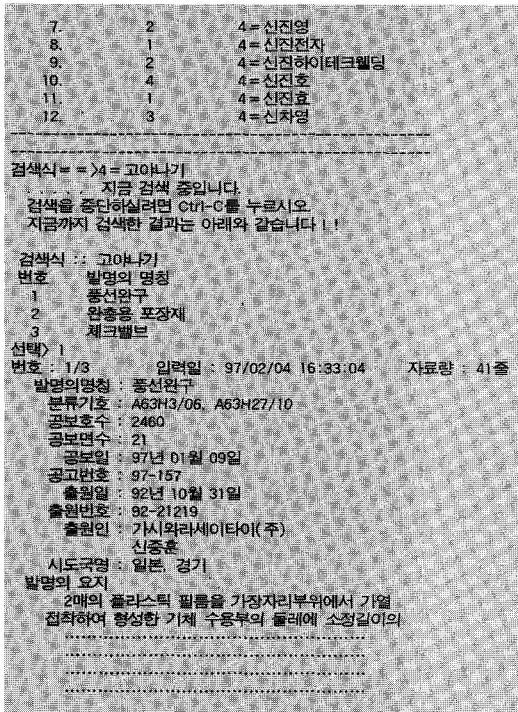 7. 2 4=신진영
8. 1 4=신진전자
9. 2 4=신진하이테크웰딩
10. 4 4=신진호
11. 1 4=신진효
12. 3 4=신차영
------------------------------------------------------------
------------------------------------------------------------
검색식= = >4=고야나기
. . . . . 지금 검색 중입니다.
검색을 중단하실려면 Ctrl-C를 누르시오.
지금까지 검색한 결과는 아래와 같습니다 ! !
검색식 : : 고야나기
번호 발명의 명칭
1 풍선완구
2 완충용 포장재
3 체크밸브
선택> 1
번호 : 1/3 입력일 : 97/02/04 16:33:04 자료량 : 41줄
발명의명칭 : 풍선완구
분류기호 : A63H3/06, A63H27/10
공보호수 : 2460
공보면수 : 21
공보일 : 97년 01월 09일
공고번호 : 97-157
출원일 : 92년 10월 31일
출원번호 : 92-21219
출원인 : 가시와라세이타이(주)
신중훈
시도국명 : 일본, 경기
발명의 요지
2매의 플라스틱 필름을 가장자리부위에서 가열
접착하여 형성한 기체 수용부의 둘레에 소정길이의
............................................................
............................................................
............................................................
............................................................